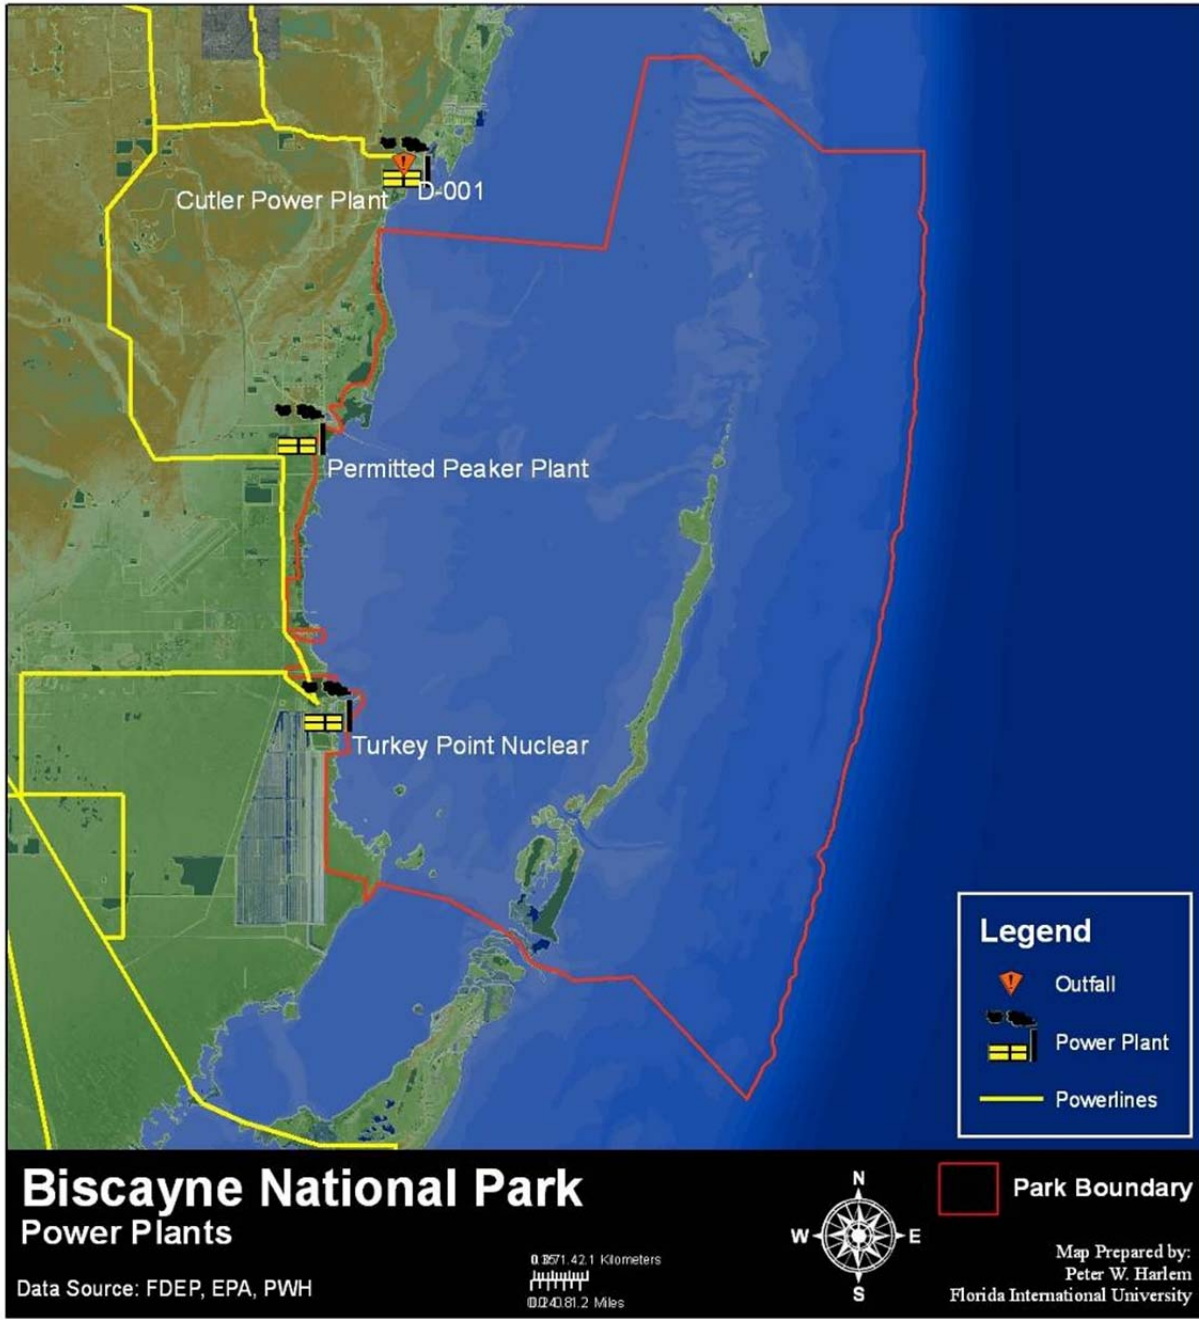 Cutler Power Plant
D-001
Permitted Peaker Plant
Turkey Point Nuclear
Legend
Outfall
Power Plant
Powerlines
Biscayne National Park
Power Plants
Data Source: FDEP, EPA, PWH
Kilometers
Miles
N
W
E
S
Park Boundary
Map Prepared by:
Peter W. Harlem
Florida International University